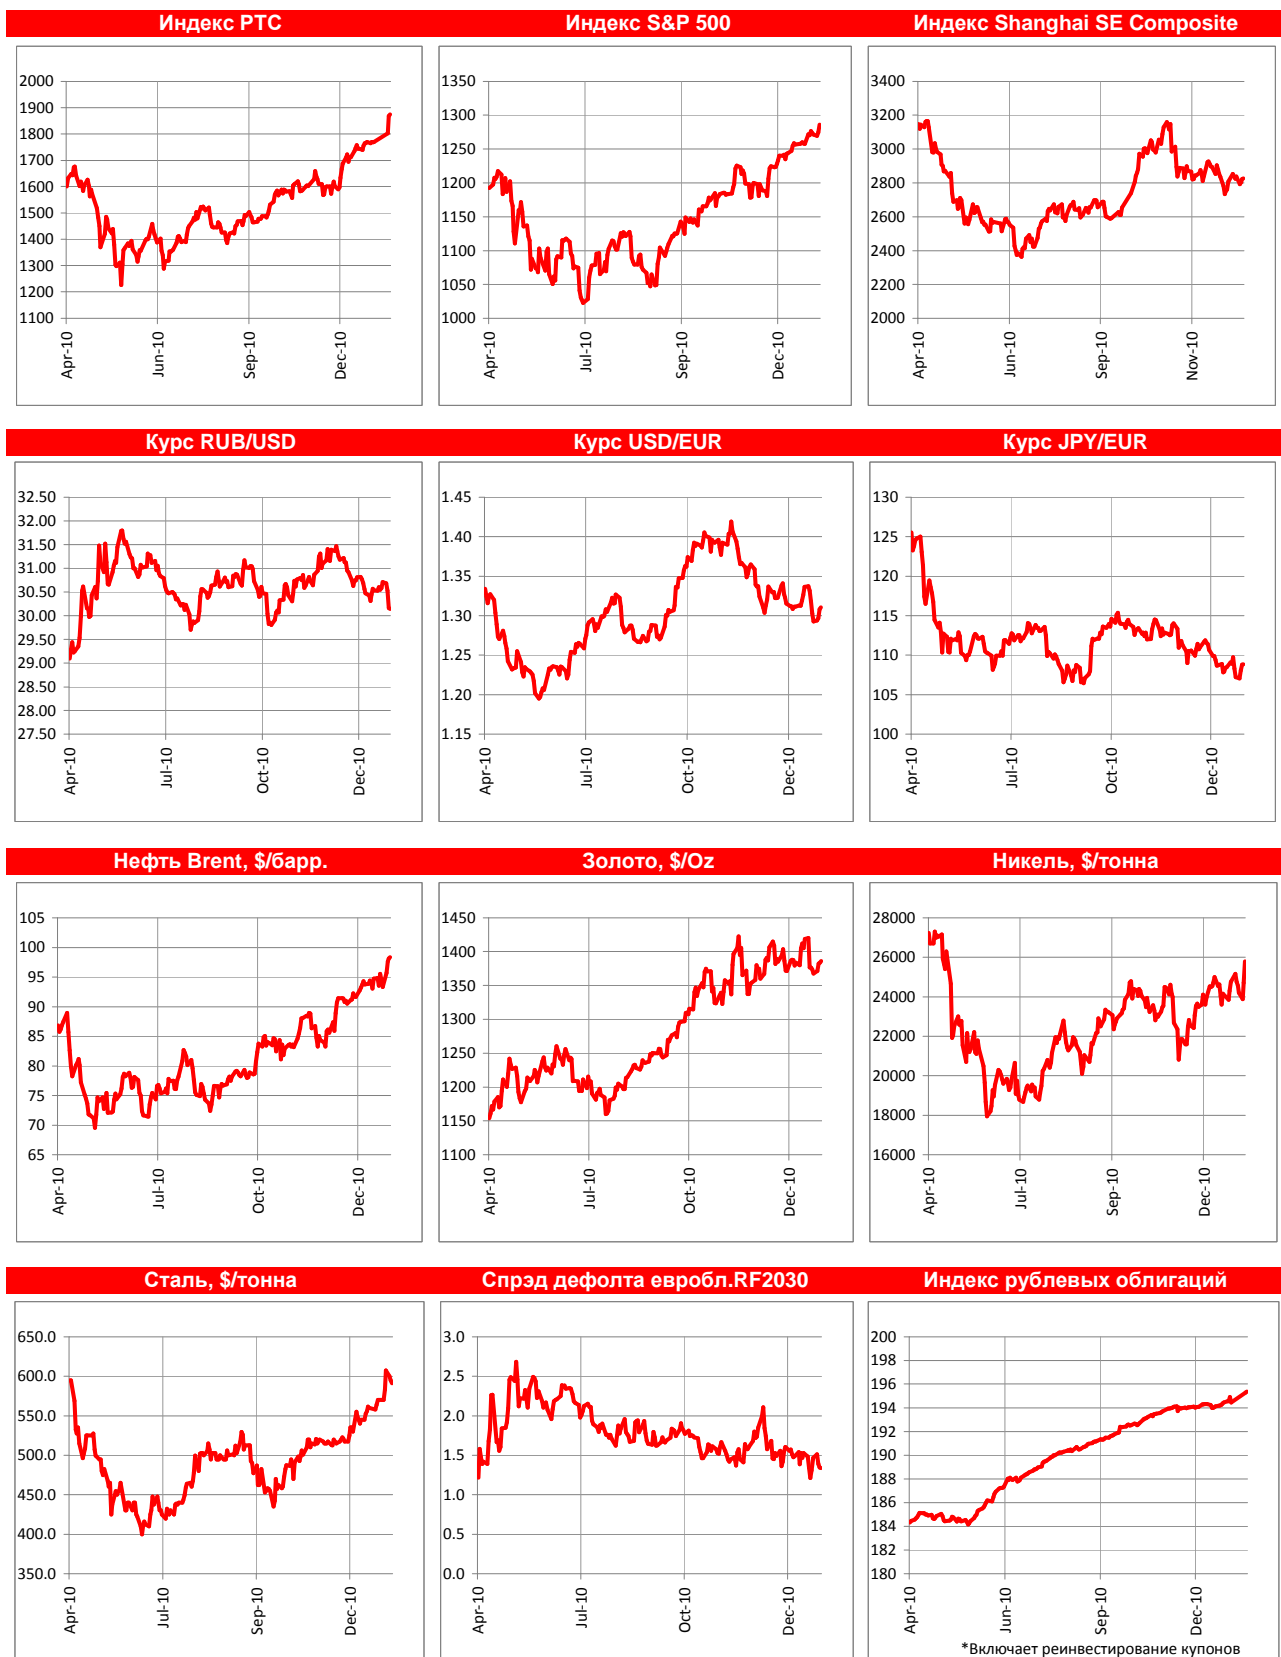 Индекс РТС
Индекс S&P 500
Индекс Shanghai SE Composite
2000
1900
1800
1700
1600
1500
1400
1300
1200
1100
Apr-10
Jun-10
Sep-10
Dec-10
1350
1300
1250
1200
1150
1100
1050
1000
Apr-10
Jul-10
Sep-10
Dec-10
3400
3200
3000
2800
2600
2400
2200
2000
Apr-10
Jun-10
Sep-10
Nov-10
Курс RUB/USD
Курс USD/EUR
Курс JPY/EUR
32.50
32.00
31.50
31.00
30.50
30.00
29.50
29.00
28.50
28.00
27.50
Apr-10
Jul-10
Oct-10
Dec-10
1.45
1.40
1.35
1.30
1.25
1.20
1.15
Apr-10
Jul-10
Oct-10
Dec-10
130
125
120
115
110
105
100
Apr-10
Jul-10
Oct-10
Dec-10
Нефть Brent, $/барр.
Золото, $/Oz
Никель, $/тонна
105
100
95
90
85
80
75
70
65
Apr-10
Jul-10
Oct-10
Dec-10
1450
1400
1350
1300
1250
1200
1150
1100
Apr-10
Jul-10
Oct-10
Dec-10
28000
26000
24000
22000
20000
18000
16000
Apr-10
Jul-10
Sep-10
Dec-10
Сталь, $/тонна
Спрэд дефолта евробл.RF2030
Индекс рублевых облигаций
650.0
600.0
550.0
500.0
450.0
400.0
350.0
Apr-10
Jul-10
Sep-10
Dec-10
3.0
2.5
2.0
1.5
1.0
0.5
0.0
Apr-10
Jul-10
Oct-10
Dec-10
200
198
196
194
192
190
188
186
184
182
180
Apr-10
Jun-10
Sep-10
Dec-10
*Включает реинвестирование купонов